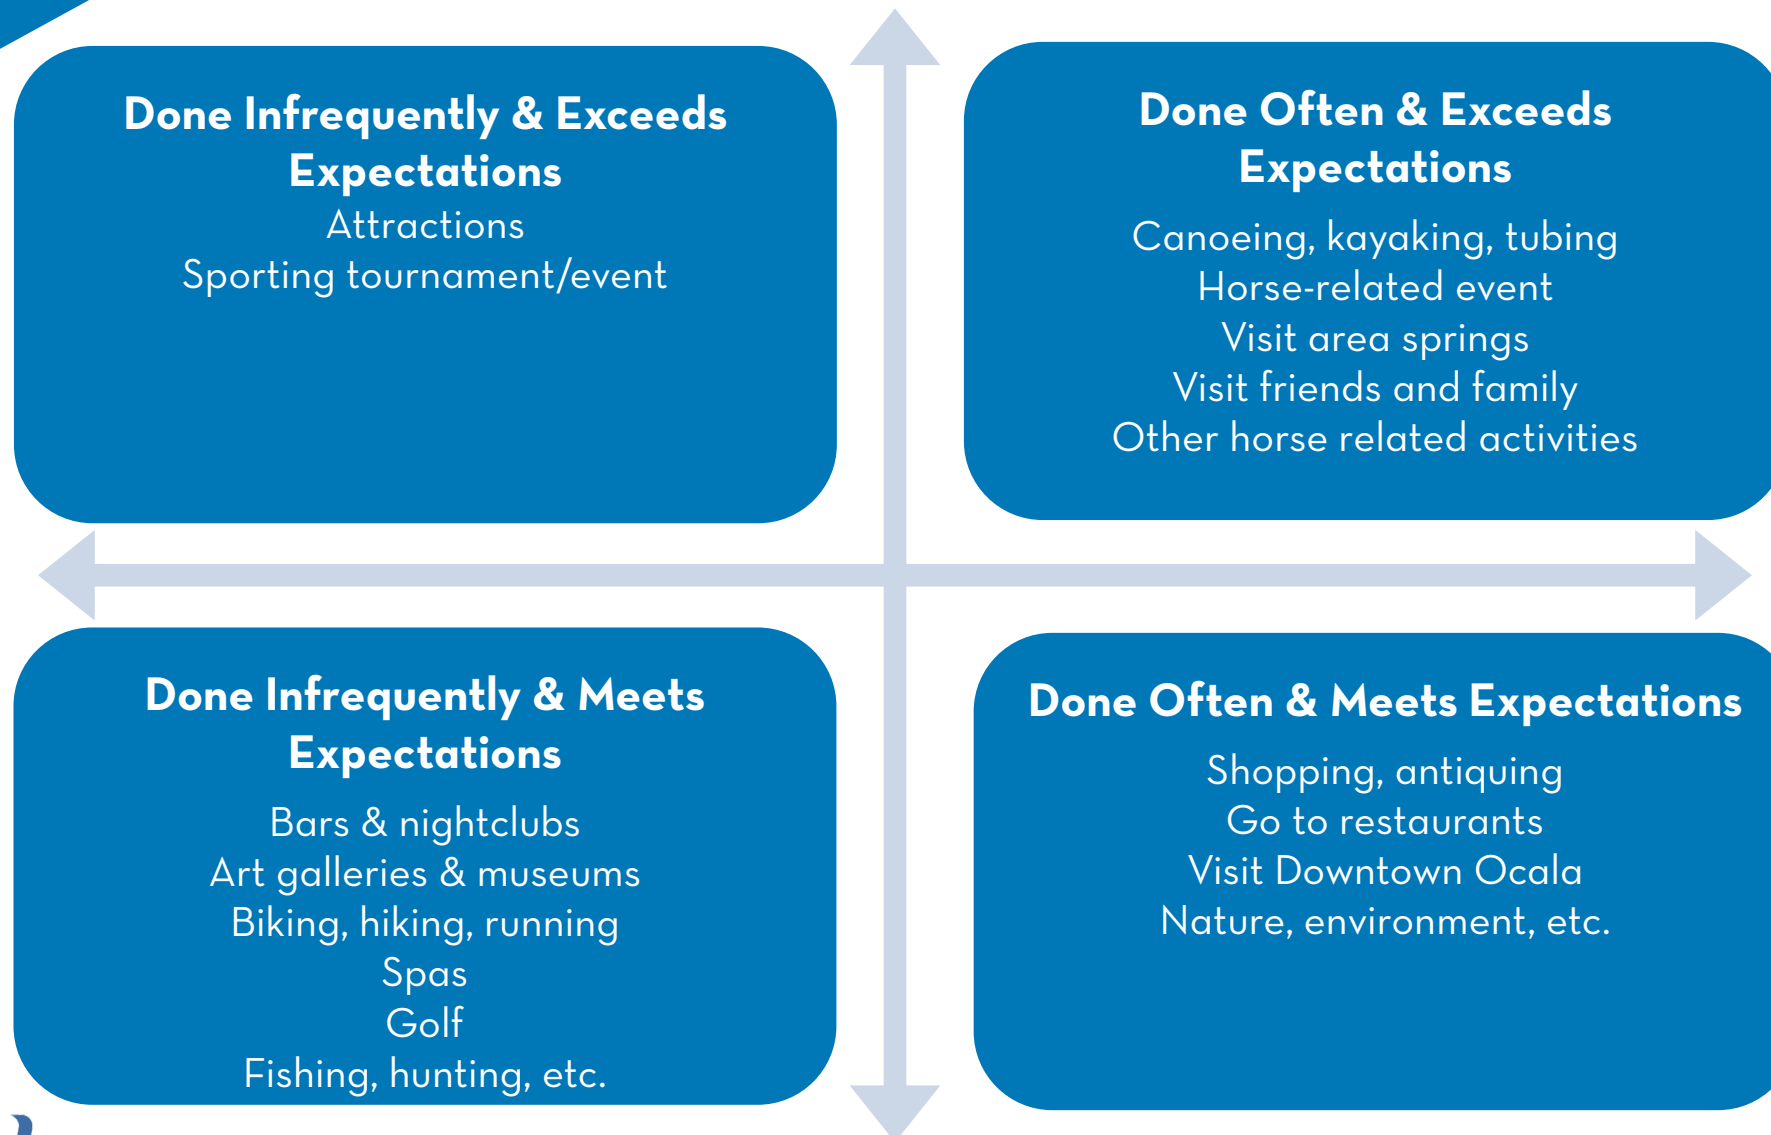 Done Infrequently & Exceeds
Expectations
Attractions
Sporting tournament/event
Done Often & Exceeds
Expectations
Canoeing, kayaking, tubing
Horse-related event
Visit area springs
Visit friends and family
Other horse related activities
Done Infrequently & Meets
Expectations
Bars & nightclubs
Art galleries & museums
Biking, hiking, running
Spas
Golf
Fishing, hunting, etc.
Done Often & Meets Expectations
Shopping, antiquing
Go to restaurants
Visit Downtown Ocala
Nature, environment, etc.